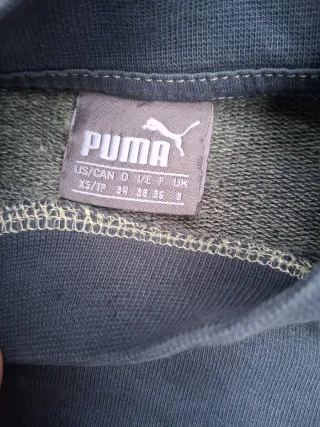 PUMA
US/CAN D I/E F UK
XS/TP 34 38 36 8